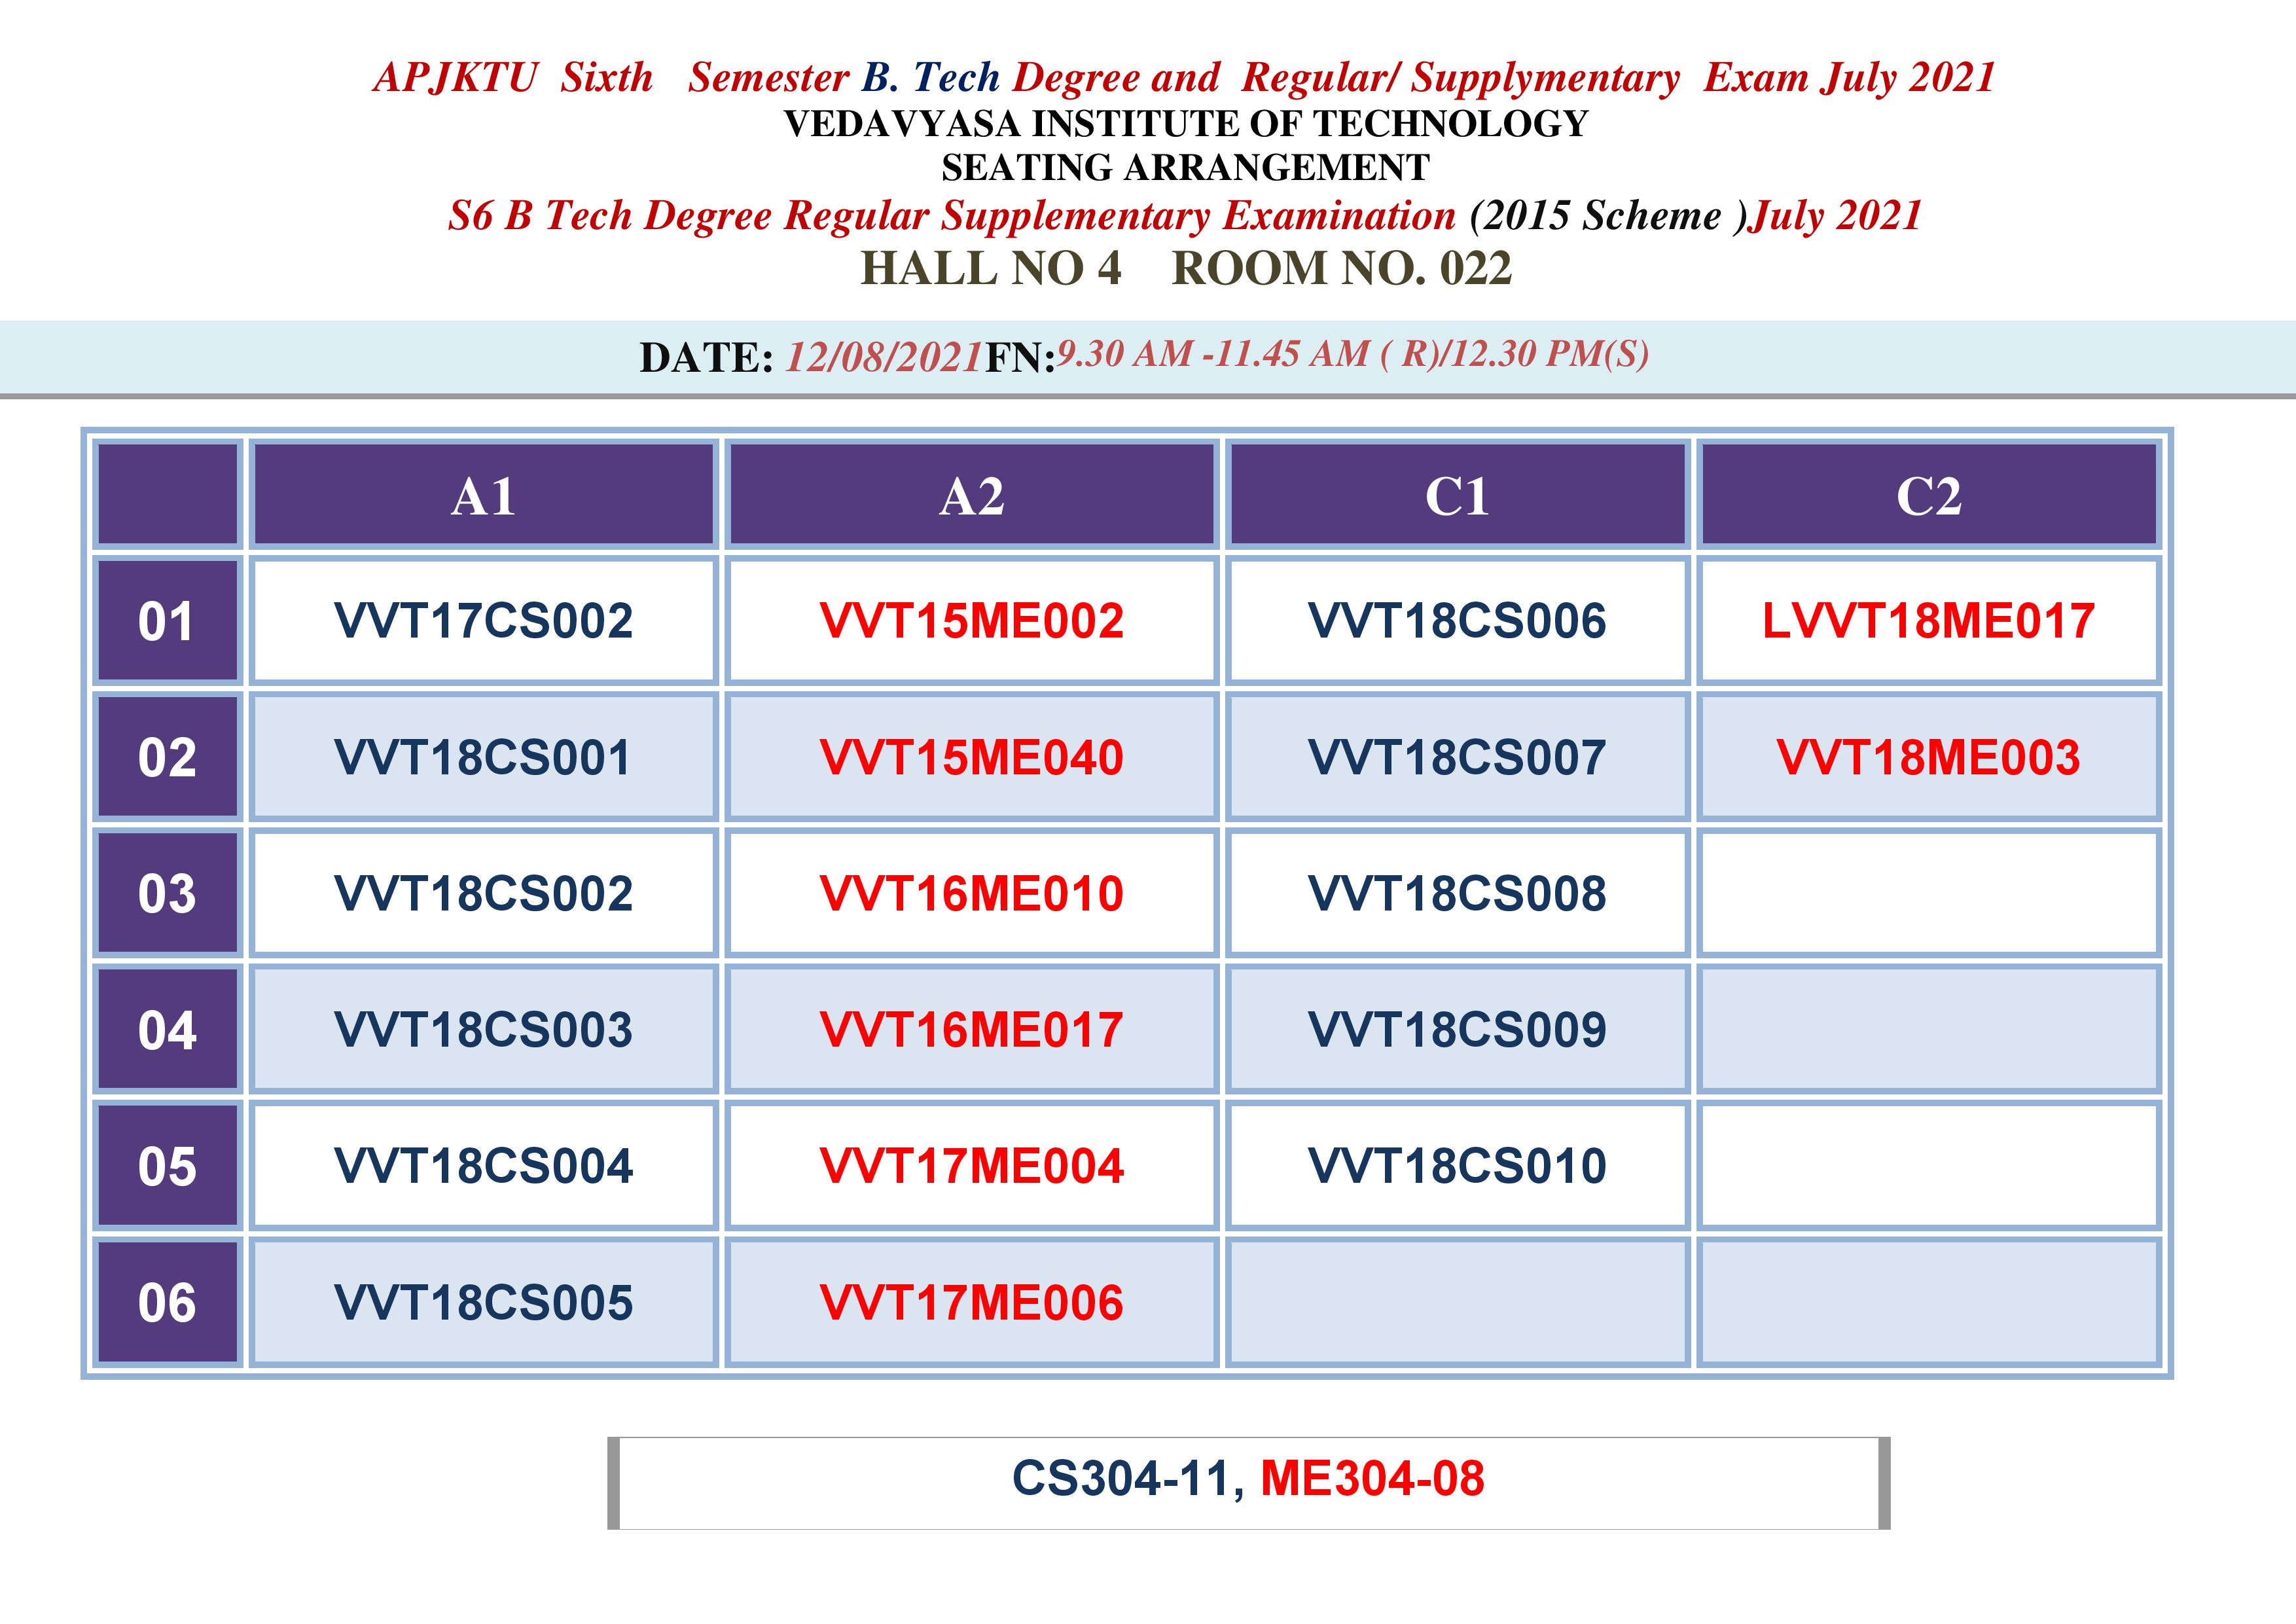 APJKTU Sixth Semester B. Tech Degree and Regular/ Supplymentary Exam July 2021
VEDAVYASA INSTITUTE OF TECHNOLOGY
SEATING ARRANGEMENT
S6 B Tech Degree Regular Supplementary Examination (2015 Scheme )July 2021
HALL NO 4 ROOM NO. 022
DATE: 12/08/2021FN:9.30 AM -11.45 AM ( R)/12.30 PM(S)
A1 A2 C1 C2
01 VVT17CS002 VVT15ME002 VVT18CS006 LVVT18ME017
02 VVT18CS001 VVT15ME040 VVT18CS007 VVT18ME003
03 VVT18CS002 VVT16ME010 VVT18CS008
04 VVT18CS003 VVT16ME017 VVT18CS009
05 VVT18CS004 VVT17ME004 VVT18CS010
06 VVT18CS005 VVT17ME006
CS304-11, ME304-08